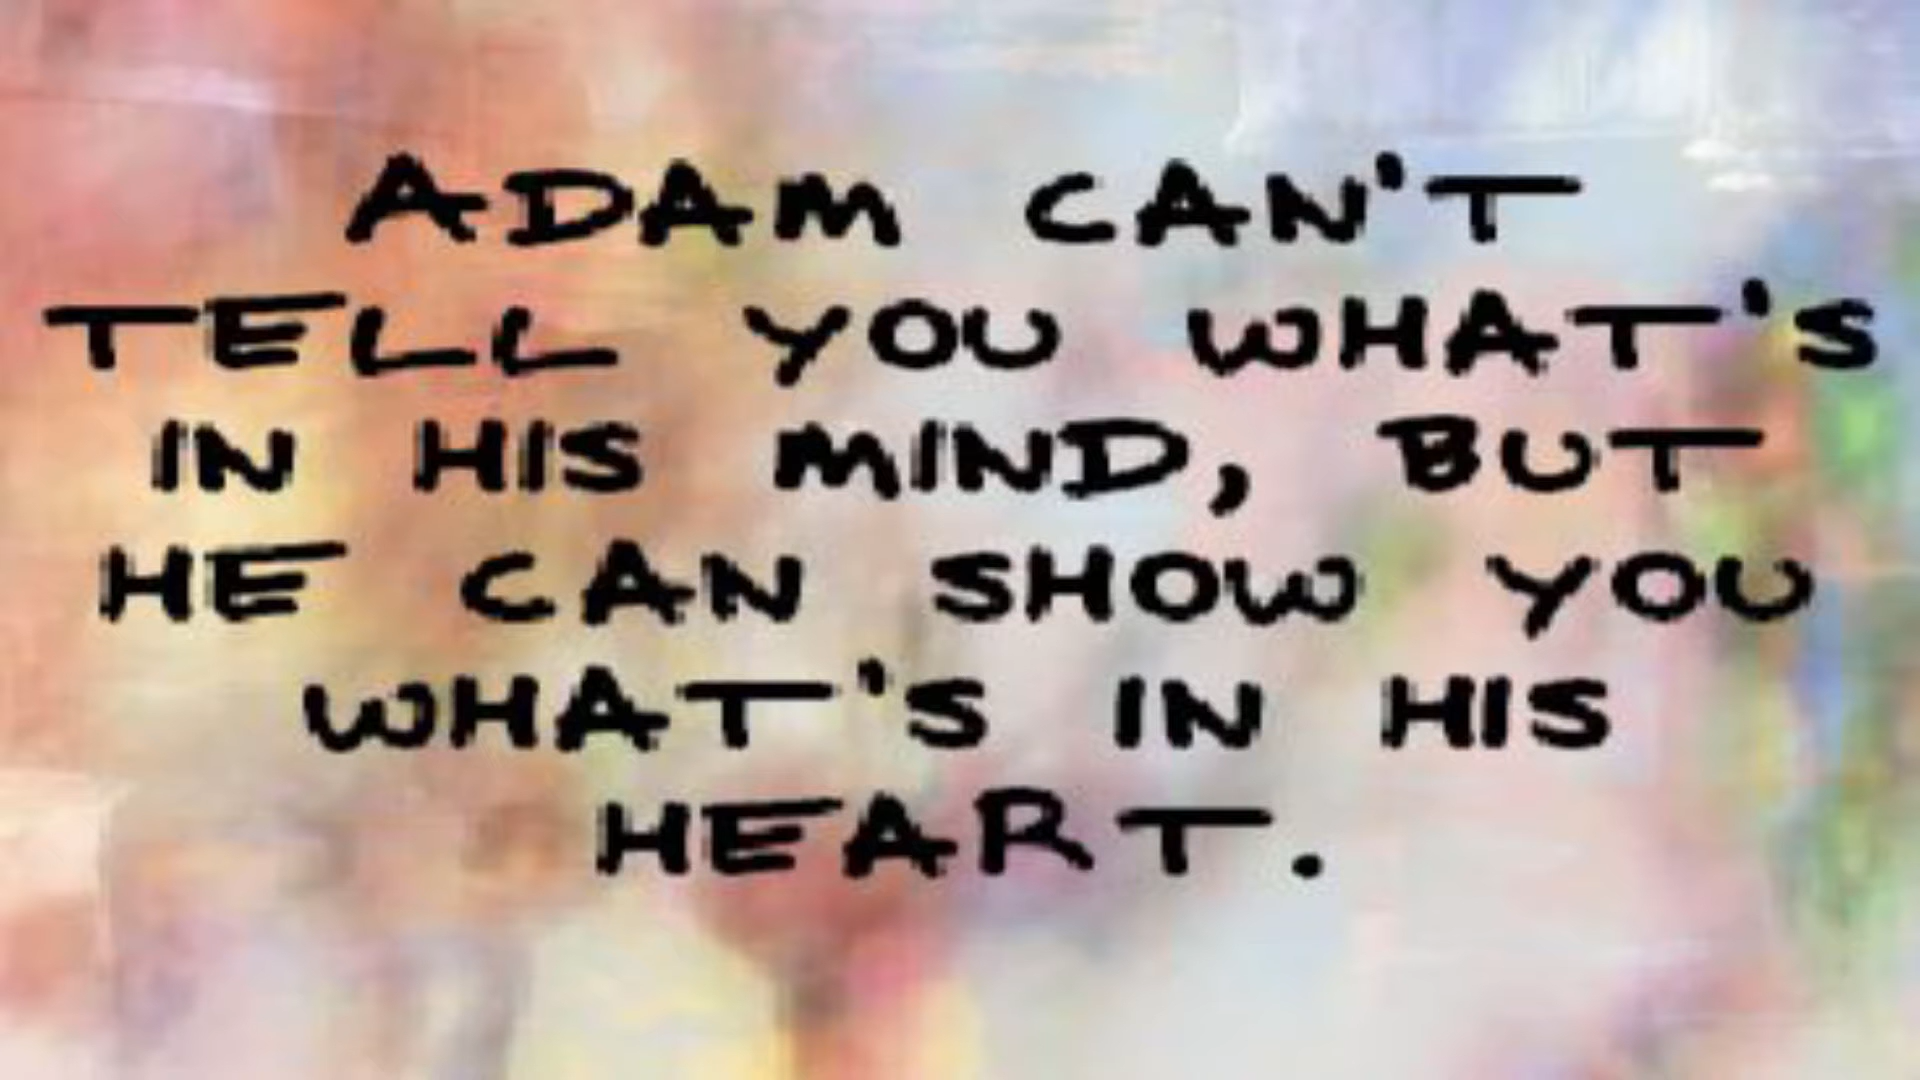 ADAM CAN'T
TELL YOU WHAT'S
IN HIS MIND, BUT
HE CAN SHOW YOU
WHAT'S IN HIS
HEART.